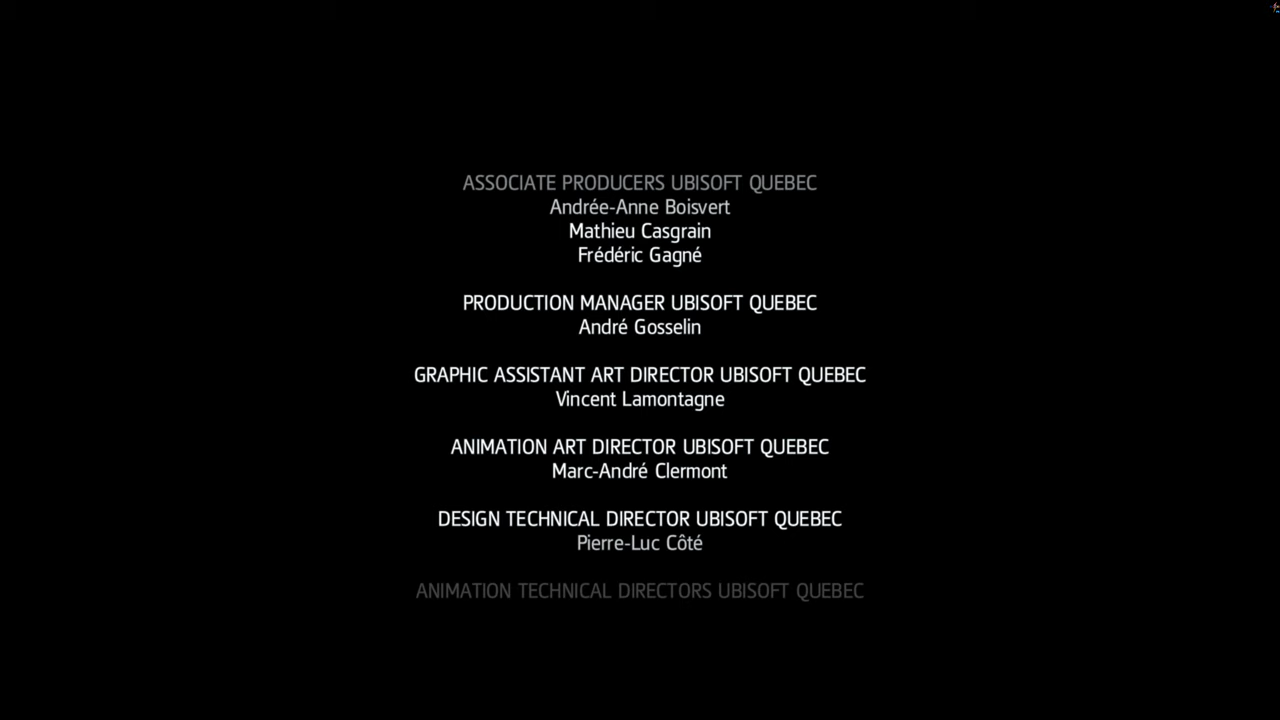 ASSOCIATE PRODUCERS UBISOFT QUEBEC
Andrée-Anne Boisvert
Mathieu Casgrain
Frédéric Gagné
PRODUCTION MANAGER UBISOFT QUEBEC
André Gosselin
GRAPHIC ASSISTANT ART DIRECTOR UBISOFT QUEBEC
Vincent Lamontagne
ANIMATION ART DIRECTOR UBISOFT QUEBEC
Marc-André Clermont
DESIGN TECHNICAL DIRECTOR UBISOFT QUEBEC
Pierre-Luc Côté
ANIMATION TECHNICAL DIRECTORS UBISOFT QUEBEC